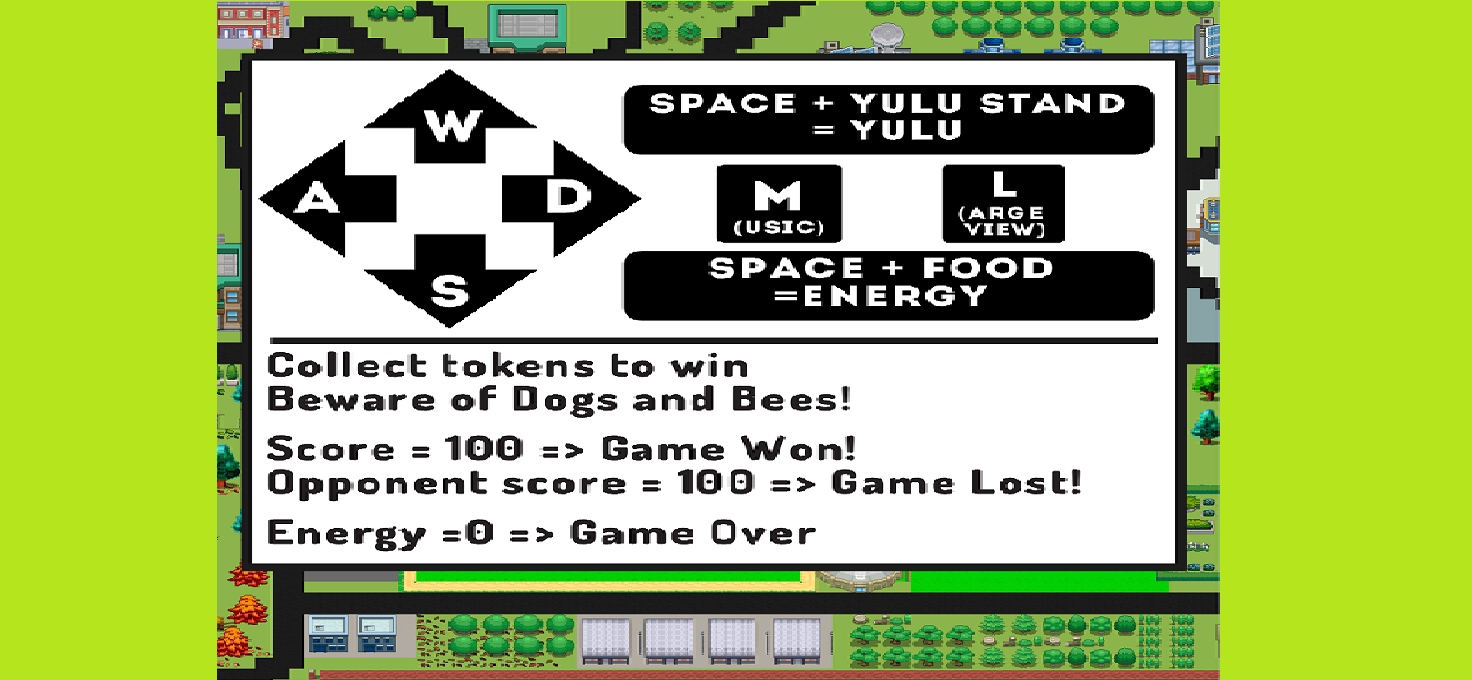 W
A
D
S
SPACE + YULU STAND
= YULU
M
(USIC)
L
(ARGE
VIEW)
SPACE + FOOD
=ENERGY
Collect tokens to win
Beware of Dogs and Bees!
Score = 100 => Game Won!
Opponent score = 100 => Game Lost!
Energy =0 => Game Over